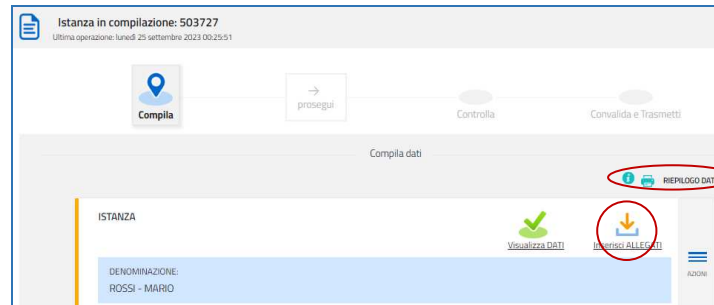 Istanza in compilazione: 503727
Ultima operazione: lunedì 25 settembre 2023 00:25:51
Compila
prosegui
Controlla
Convalida e Trasmetti
Compila dati
RIEPILOGO DAT
ISTANZA
Visualizza DATI
Inserisci ALLEGATI
AZIONI
DENOMINAZIONE:
ROSSI - MARIO